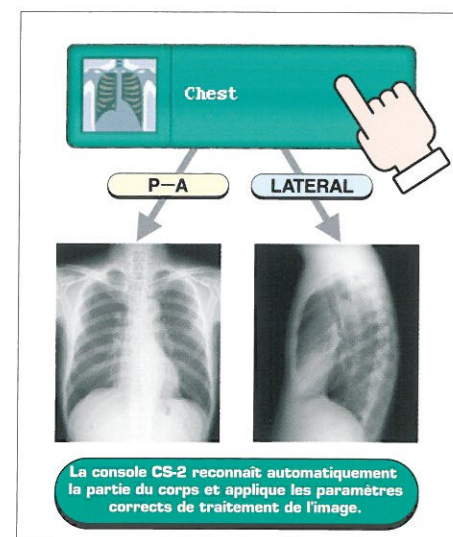 Chest
P-A
LATERAL
La console CS-2 reconnaît automatiquement
la partie du corps et applique les paramètres
corrects de traitement de l'image.